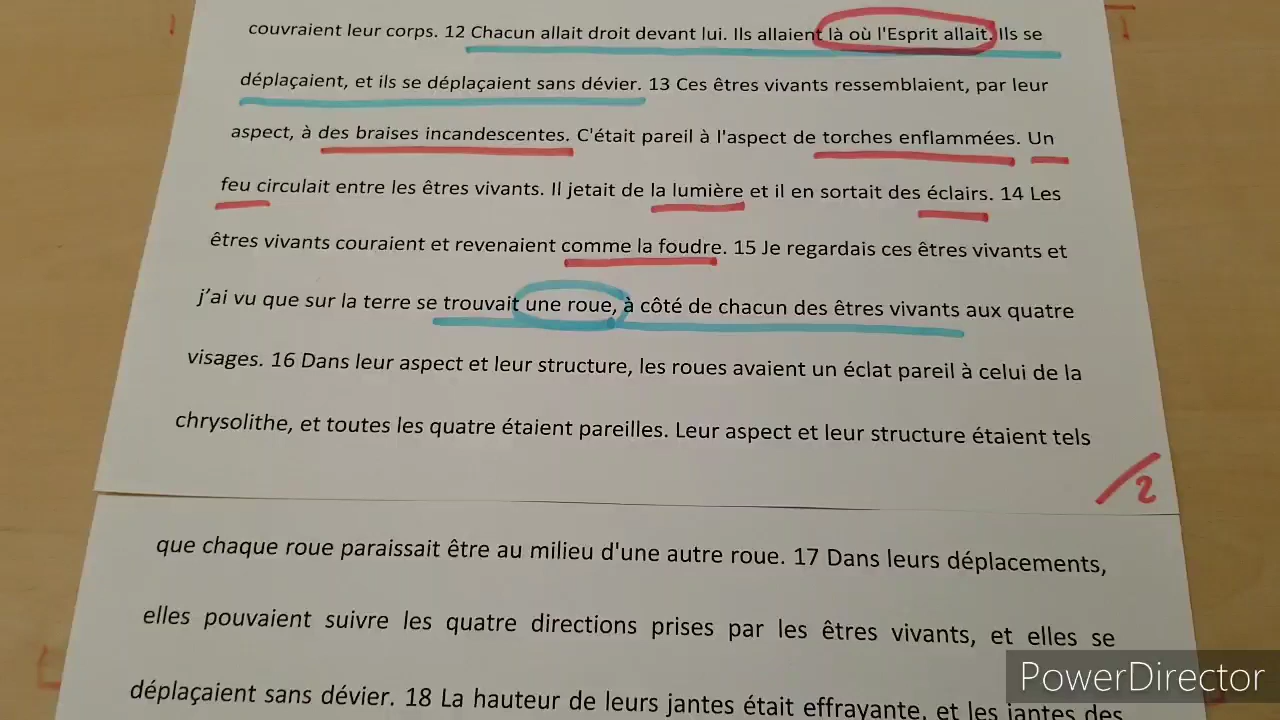 couvraient leur corps. 12 Chacun allait droit devant lui. Ils allaient là où l'Esprit allait. Ils se
déplaçaient, et ils se déplaçaient sans dévier. 13 Ces êtres vivants ressemblaient, par leur
aspect, à des braises incandescentes. C'était pareil à l'aspect de torches enflammées. Un
feu circulait entre les êtres vivants. Il jetait de la lumière et il en sortait des éclairs. 14 Les
êtres vivants couraient et revenaient comme la foudre. 15 Je regardais ces êtres vivants et
j'ai vu que sur la terre se trouvait une roue, à côté de chacun des êtres vivants aux quatre
visages. 16 Dans leur aspect et leur structure, les roues avaient un éclat pareil à celui de la
chrysolithe, et toutes les quatre étaient pareilles. Leur aspect et leur structure étaient tels
/2
que chaque roue paraissait être au milieu d'une autre roue. 17 Dans leurs déplacements,
elles pouvaient suivre les quatre directions prises par les êtres vivants, et elles se
déplaçaient sans dévier. 18 La hauteur de leurs jantes était effrayante, et les jantes des
PowerDirector